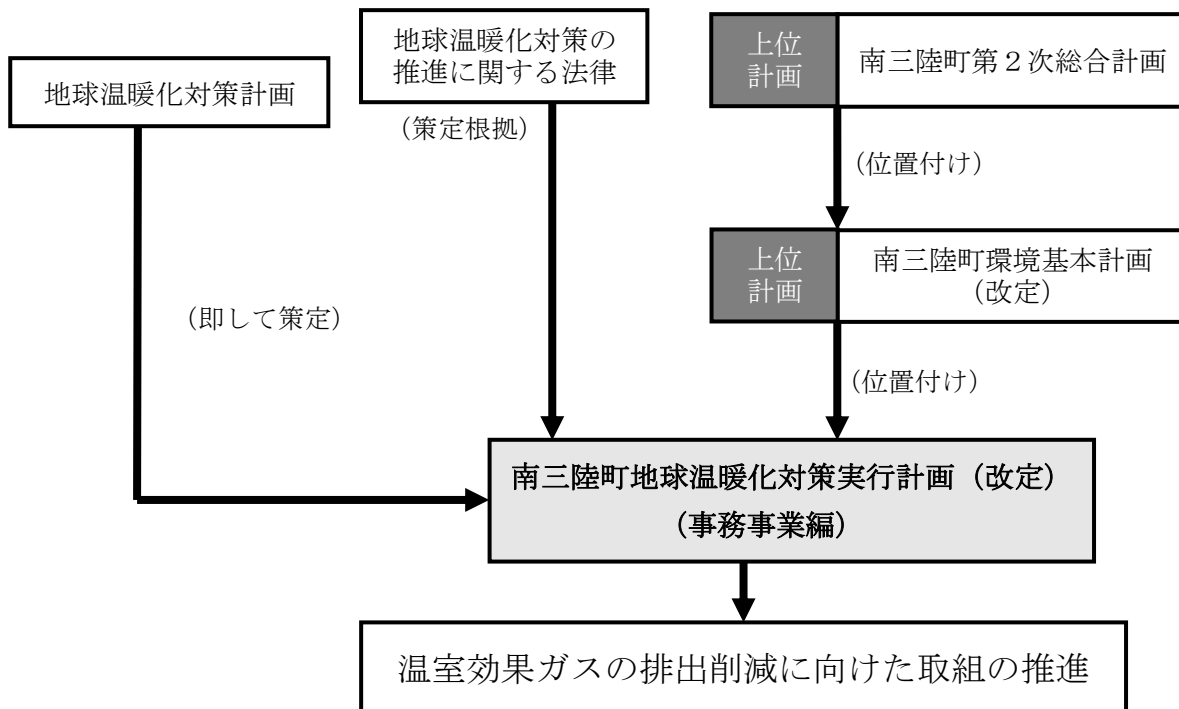 地球温暖化対策計画
地球温暖化対策の
推進に関する法律
(策定根拠)
上位
計画
南三陸町第２次総合計画
(位置付け)
上位
計画
南三陸町環境基本計画
(改定)
(即して策定)
(位置付け)
南三陸町地球温暖化対策実行計画（改定）
（事務事業編）
温室効果ガスの排出削減に向けた取組の推進